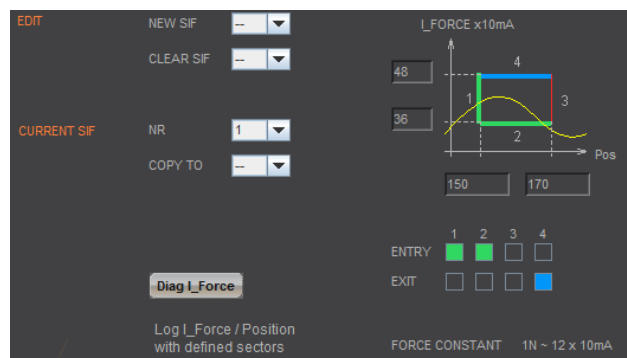 EDIT
NEW SIF
--
CLEAR SIF
--
CURRENT SIF
NR
1
COPY TO
--
Diag I_Force
Log I_Force / Position
with defined sectors
I_FORCE x10mA
48
36
4
1
3
2
Pos
150
170
1 2 3 4
ENTRY
EXIT
FORCE CONSTANT 1N ~ 12 x 10mA